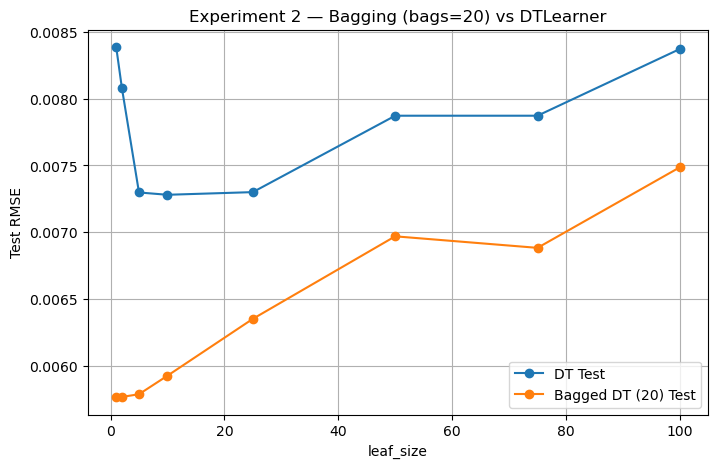 Experiment 2 — Bagging (bags=20) vs DTLearner
0.0085
0.0080
0.0075
0.0070
0.0065
0.0060
Test RMSE
0 20 40 60 80 100
leaf_size
DT Test
Bagged DT (20) Test